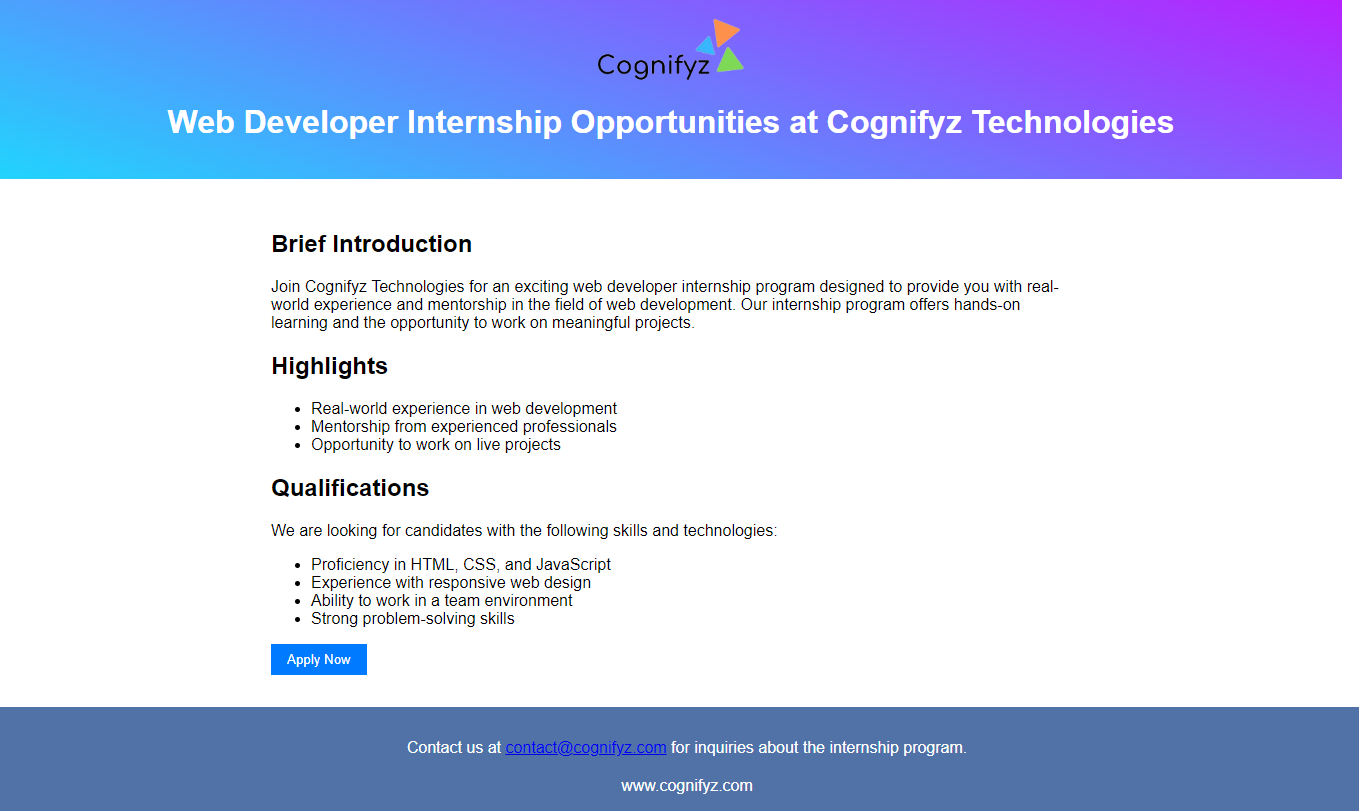 Cognifyz
Web Developer Internship Opportunities at Cognifyz Technologies
Brief Introduction
Join Cognifyz Technologies for an exciting web developer internship program designed to provide you with real-
world experience and mentorship in the field of web development. Our internship program offers hands-on
learning and the opportunity to work on meaningful projects.
Highlights
• Real-world experience in web development
• Mentorship from experienced professionals
• Opportunity to work on live projects
Qualifications
We are looking for candidates with the following skills and technologies:
• Proficiency in HTML, CSS, and JavaScript
• Experience with responsive web design
• Ability to work in a team environment
• Strong problem-solving skills
Apply Now
Contact us at contact@cognifyz.com for inquiries about the internship program.
www.cognifyz.com